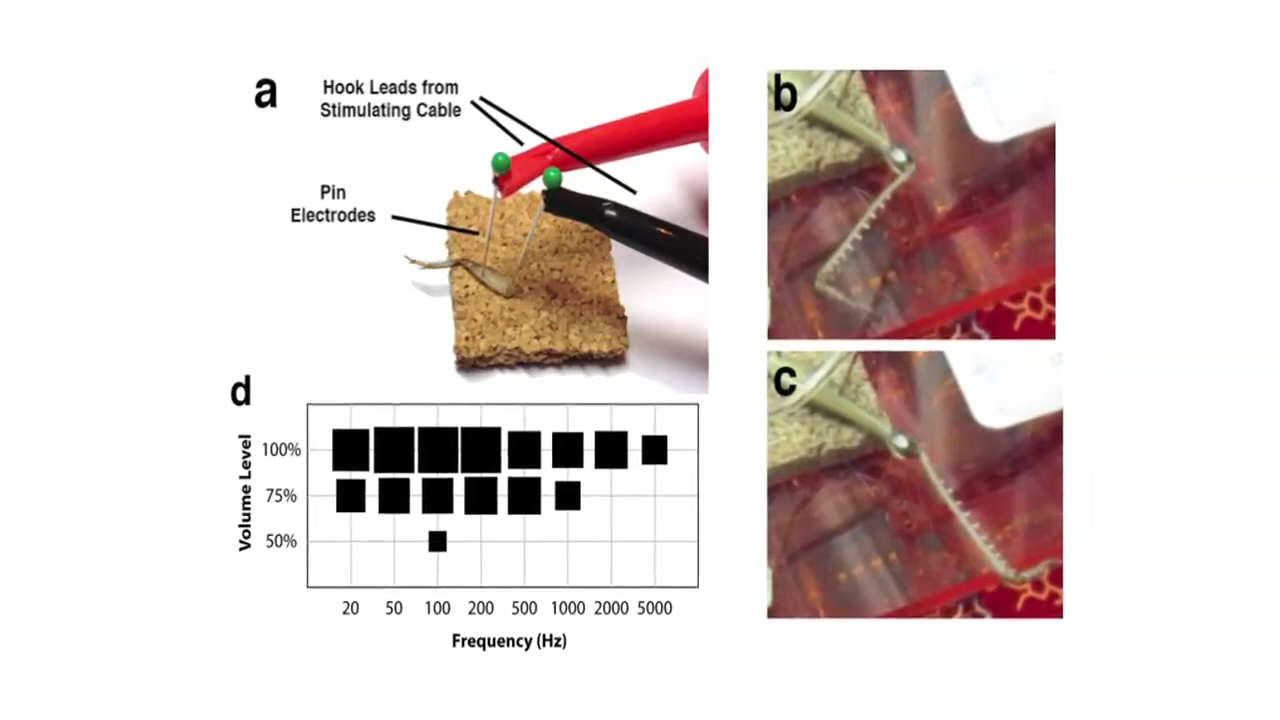 a
Hook Leads from
Stimulating Cable
Pin
Electrodes
b
c
d
Volume Level
100%
75%
50%
20 50 100 200 500 1000 2000 5000
Frequency (Hz)